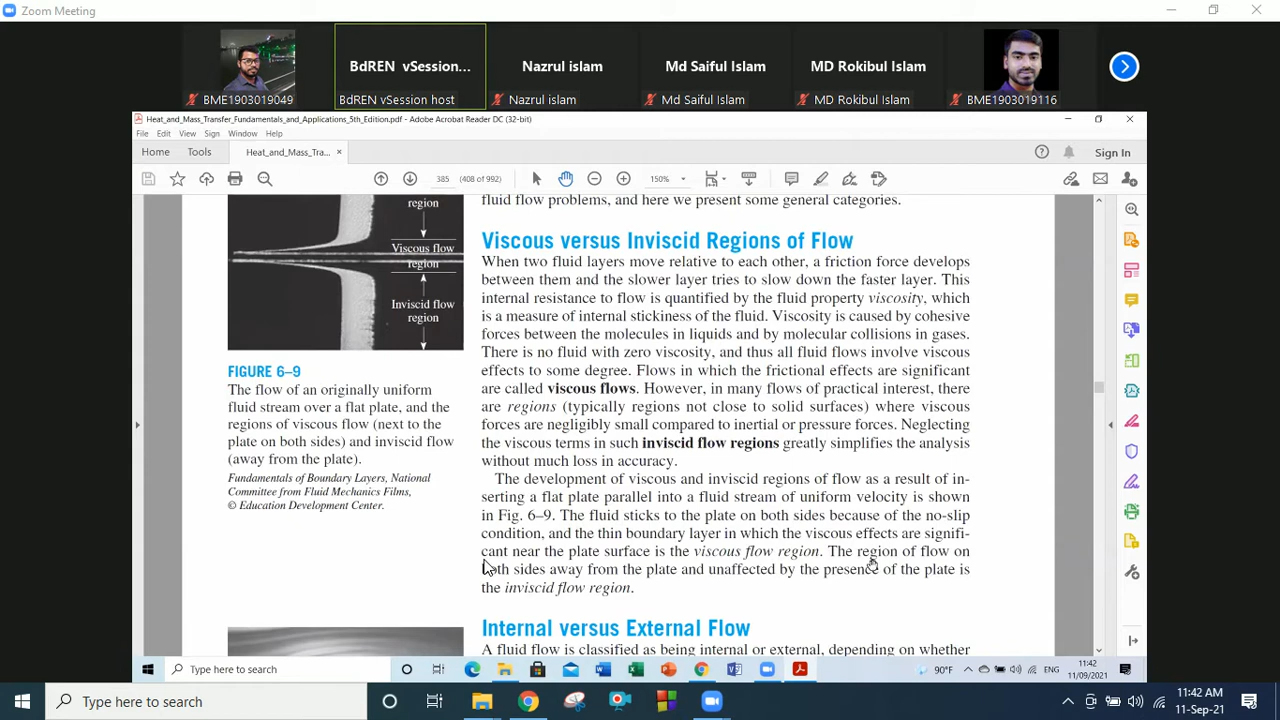 Zoom Meeting
BdREN vSession...
Nazrul islam
Md Saiful Islam
MD Rokibul Islam
BME1903019049
BdREN vSession host
Nazrul islam
Md Saiful Islam
MD Rokibul Islam
BME1903019116
Heat_and_Mass_Transfer_Fundamentals_and_Applications_5th_Edition.pdf - Adobe Acrobat Reader DC (32-bit)
File Edit View Sign Window Help
Home Tools Heat_and_Mass_Tra... × Sign In
385 (408 of 992) 150%
region
Viscous flow
region
Inviscid flow
region
FIGURE 6–9
The flow of an originally uniform
fluid stream over a flat plate, and the
regions of viscous flow (next to the
plate on both sides) and inviscid flow
(away from the plate).
Fundamentals of Boundary Layers, National
Committee from Fluid Mechanics Films,
© Education Development Center.
fluid flow problems, and here we present some general categories.
Viscous versus Inviscid Regions of Flow
When two fluid layers move relative to each other, a friction force develops
between them and the slower layer tries to slow down the faster layer. This
internal resistance to flow is quantified by the fluid property viscosity, which
is a measure of internal stickiness of the fluid. Viscosity is caused by cohesive
forces between the molecules in liquids and by molecular collisions in gases.
There is no fluid with zero viscosity, and thus all fluid flows involve viscous
effects to some degree. Flows in which the frictional effects are significant
are called viscous flows. However, in many flows of practical interest, there
are regions (typically regions not close to solid surfaces) where viscous
forces are negligibly small compared to inertial or pressure forces. Neglecting
the viscous terms in such inviscid flow regions greatly simplifies the analysis
without much loss in accuracy.
The development of viscous and inviscid regions of flow as a result of in-
serting a flat plate parallel into a fluid stream of uniform velocity is shown
in Fig. 6–9. The fluid sticks to the plate on both sides because of the no-slip
condition, and the thin boundary layer in which the viscous effects are signifi-
cant near the plate surface is the viscous flow region. The region of flow on
both sides away from the plate and unaffected by the presence of the plate is
the inviscid flow region.
Internal versus External Flow
A fluid flow is classified as being internal or external, depending on whether
Type here to search
90°F
ENG
11:42
11/09/2021
Type here to search
ENG
11:42 AM
11-Sep-21